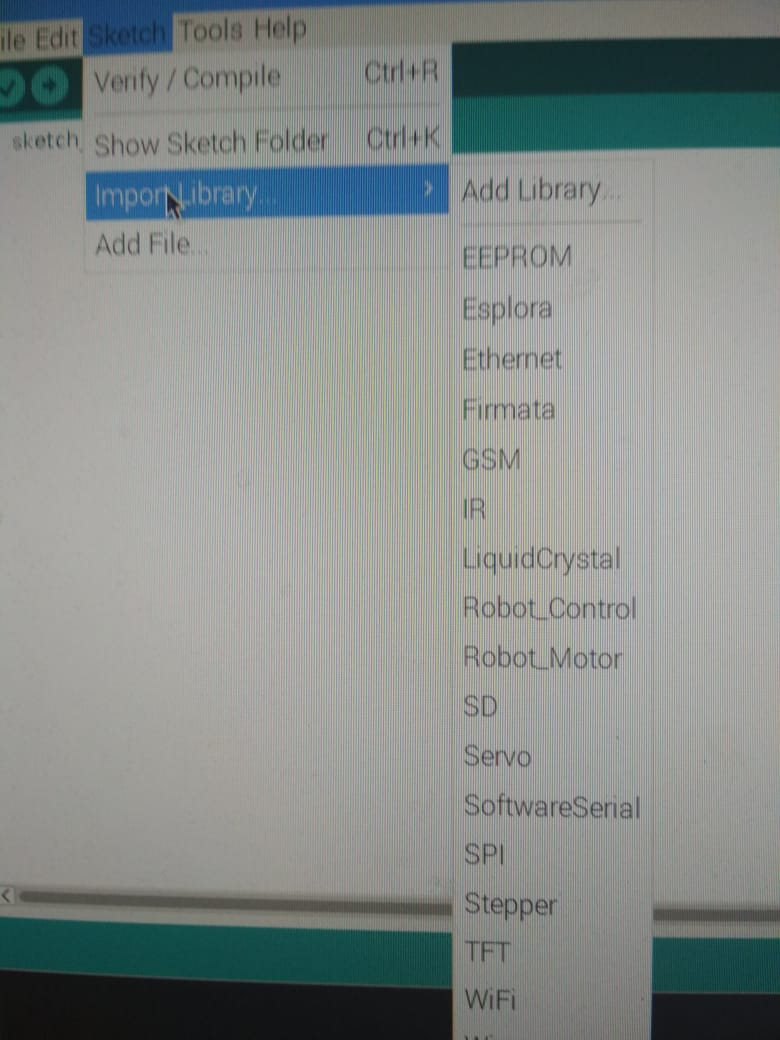 ile Edit Sketch Tools Help
Verify / Compile Ctrl+R
sketch
Show Sketch Folder Ctrl+K
Import Library...
Add File...
Add Library...
EEPROM
Esplora
Ethernet
Firmata
GSM
IR
LiquidCrystal
Robot_Control
Robot_Motor
SD
Servo
SoftwareSerial
SPI
Stepper
TFT
WiFi